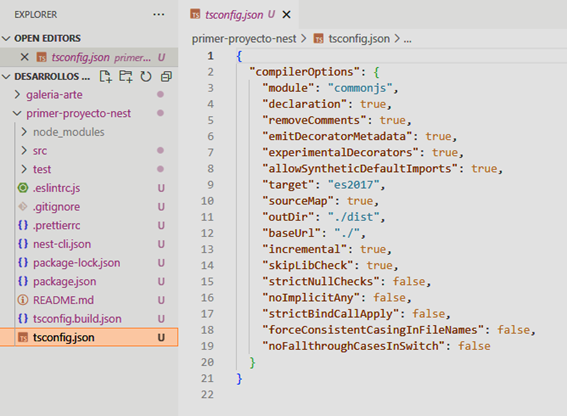 EXPLORER
OPEN EDITORS
tsconfig.json primer... U
DESARROLLOS ...
galeria-arte
primer-proyecto-nest
node_modules
src
test
.eslintrc.js U
.gitignore U
.prettierrc U
nest-cli.json U
package-lock.json U
package.json U
README.md U
tsconfig.build.json U
tsconfig.json U
TS tsconfig.json U
primer-proyecto-nest > TS tsconfig.json > ...
1 {
2 "compilerOptions": {
3 "module": "commonjs",
4 "declaration": true,
5 "removeComments": true,
6 "emitDecoratorMetadata": true,
7 "experimentalDecorators": true,
8 "allowSyntheticDefaultImports": true,
9 "target": "es2017",
10 "sourceMap": true,
11 "outDir": "./dist",
12 "baseUrl": "./",
13 "incremental": true,
14 "skipLibCheck": true,
15 "strictNullChecks": false,
16 "noImplicitAny": false,
17 "strictBindCallApply": false,
18 "forceConsistentCasingInFileNames": false,
19 "noFallthroughCasesInSwitch": false
20 }
21 }
22